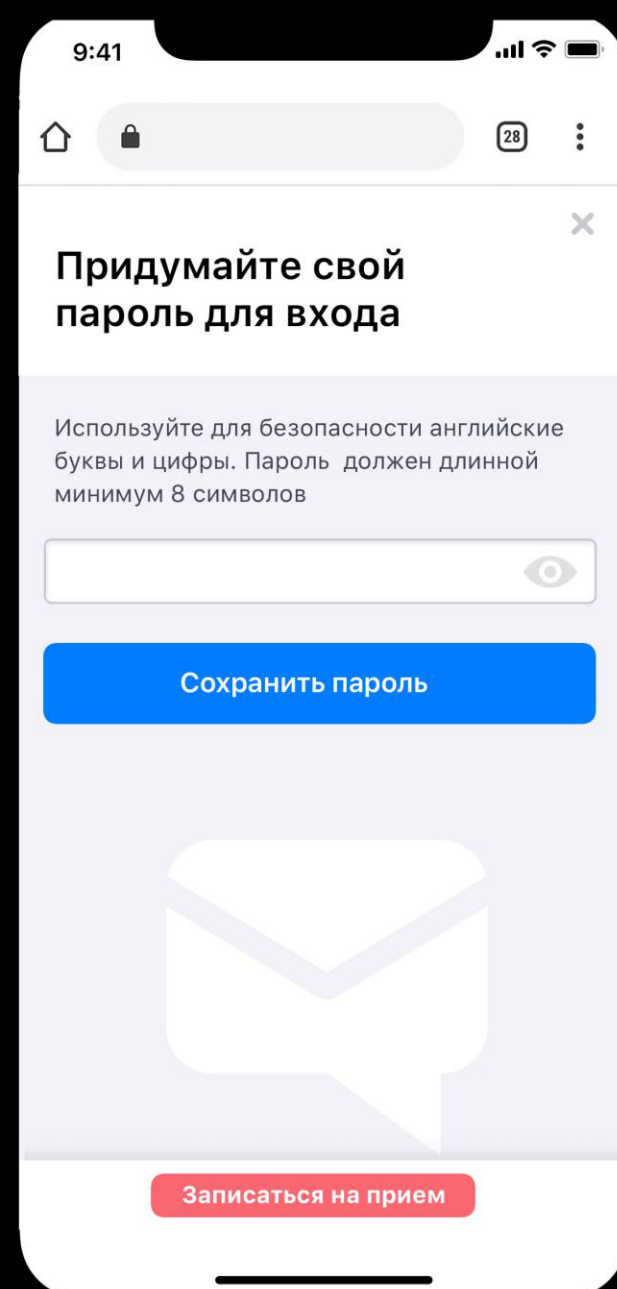 9:41
28
Придумайте свой
пароль для входа
Используйте для безопасности английские
буквы и цифры. Пароль  должен длинной
минимум 8 символов
Сохранить пароль
Записаться на прием